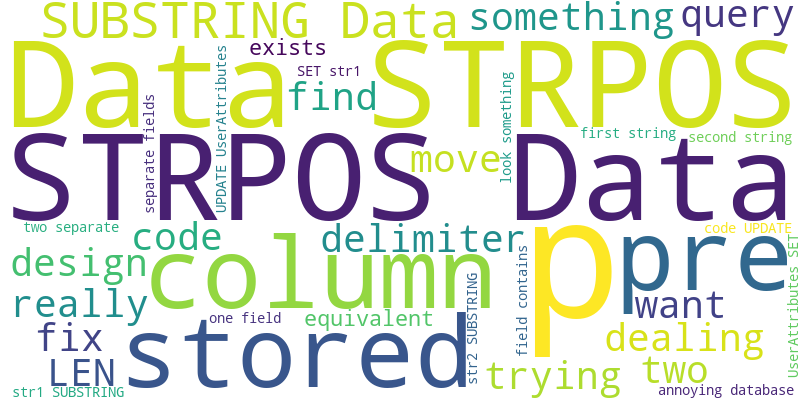 SUBSTRING Data
something
query
exists
Data STRPOS
SET str1
find
separate fields
UPDATE UserAttributes
look something
first string
second string
STRPOS Data
move
two separate
code
delimiter
p
pre
code UPDATE
design
column
UserAttributes SET
really
one field
equivalent
str2 SUBSTRING
field contains
want
fix
stored
dealing
LEN
trying
two
str1 SUBSTRING
annoying database